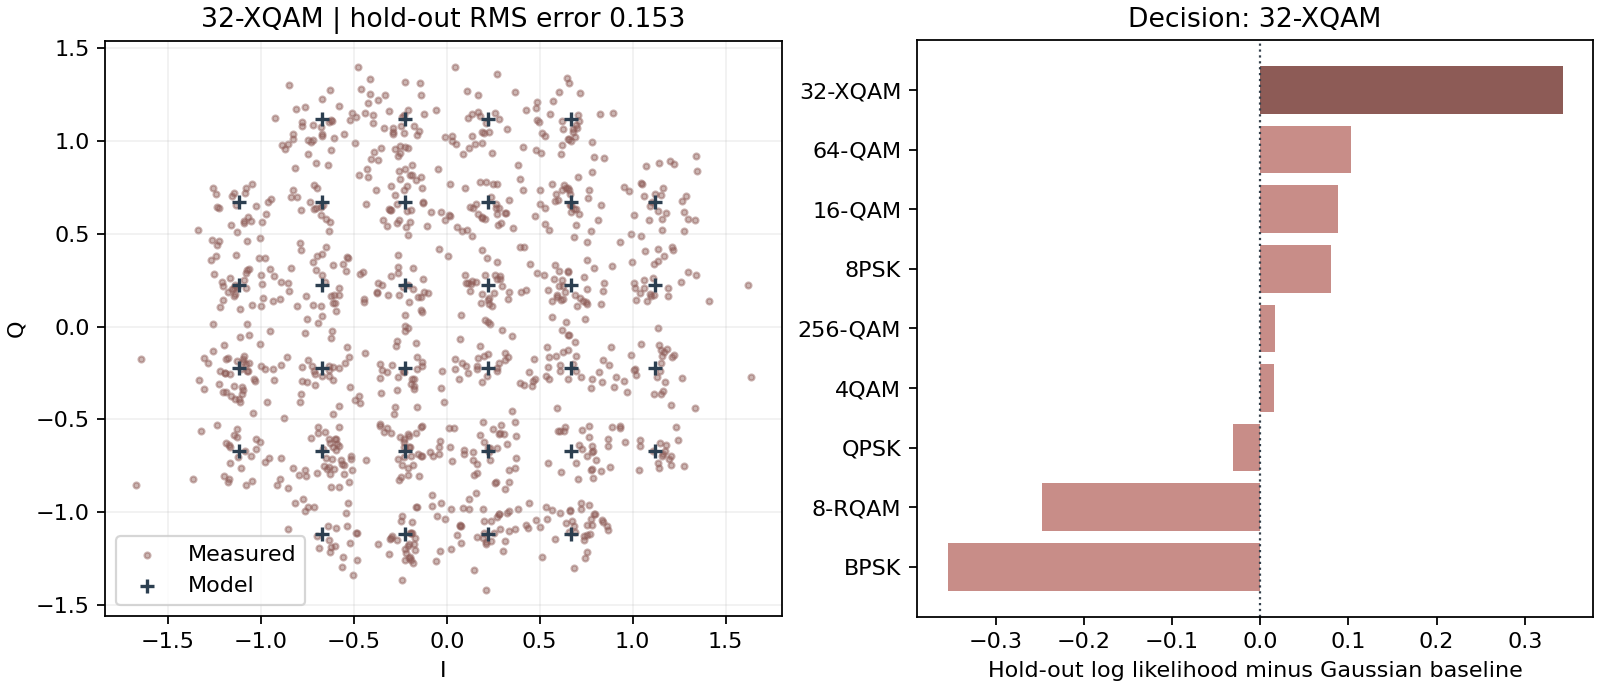 32-XQAM | hold-out RMS error 0.153
1.5
1.0
0.5
0.0
−0.5
−1.0
−1.5
Q
−1.5
−1.0
−0.5
0.0
0.5
1.0
1.5
I
Measured
Model
Decision: 32-XQAM
32-XQAM
64-QAM
16-QAM
8PSK
256-QAM
4QAM
QPSK
8-RQAM
BPSK
−0.3
−0.2
−0.1
0.0
0.1
0.2
0.3
Hold-out log likelihood minus Gaussian baseline